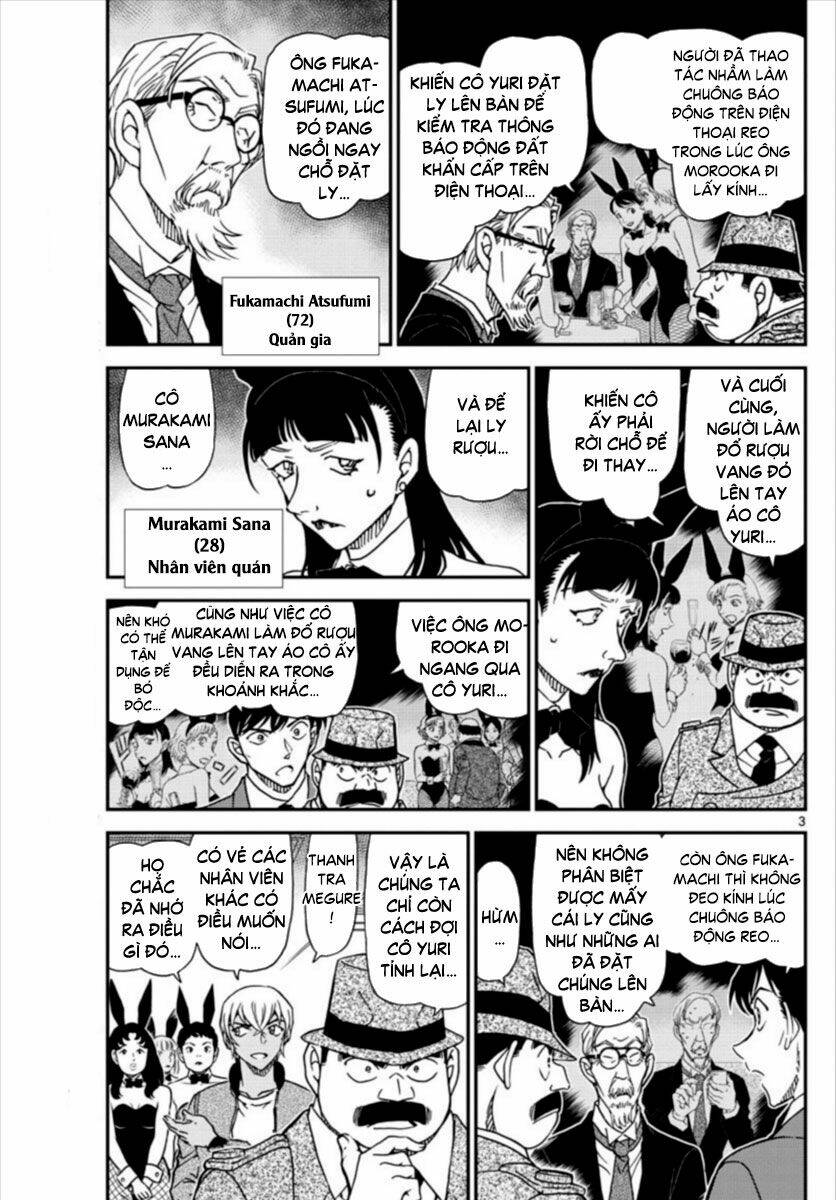 NGƯỜI ĐÃ THAO
TÁC NHẦM LÀM
CHUÔNG BÁO
ĐỘNG TRÊN ĐIỆN
THOẠI REO
TRONG LÚC ÔNG
MOROOKA ĐI
LẤY KÍNH...
KHIẾN CÔ YURI ĐẶT
LY LÊN BÀN ĐỂ
KIỂM TRA THÔNG
BÁO ĐỘNG ĐẤT
KHẨN CẤP TRÊN
ĐIỆN THOẠI...
ÔNG FUKA-
MACHI AT-
SUFUMI, LÚC
ĐÓ ĐANG
NGỒI NGAY
CHỖ ĐẶT
LY...
Fukamachi Atsufumi
(72)
Quản gia
VÀ CUỐI
CÙNG,
NGƯỜI LÀM
ĐỔ RƯỢU
VANG ĐỎ
LÊN TAY
ÁO CÔ
YURI...
KHIẾN CÔ
ẤY PHẢI
RỜI CHỖ ĐỂ
ĐI THAY...
VÀ ĐỂ
LẠI LY
RƯỢU...
CÔ
MURAKAMI
SANA
...
Murakami Sana
(28)
Nhân viên quán
VIỆC ÔNG MO-
ROOKA ĐI
NGANG QUA
CÔ YURI...
CŨNG NHƯ VIỆC CÔ
MURAKAMI LÀM ĐỔ RƯỢU
VANG LÊN TAY ÁO CÔ ẤY
ĐỀU DIỄN RA TRONG
KHOẢNH KHẮC...
NÊN KHÓ
CÓ THỂ
TẬN
DỤNG ĐỂ
BỎ
ĐỘC...
3
CÒN ÔNG FUKA-
MACHI THÌ KHÔNG
ĐEO KÍNH LÚC
CHUÔNG BÁO
ĐỘNG REO...
NÊN KHÔNG
PHÂN BIỆT
ĐƯỢC MẤY
CÁI LY CŨNG
NHƯ NHỮNG AI
ĐÃ ĐẶT
CHÚNG LÊN
BÀN...
HỪM
...
VẬY LÀ
CHÚNG TA
CHỈ CÒN
CÁCH ĐỢI
CÔ YURI
TỈNH LẠI...
THANH
TRA
MEGURE
!
CÓ VẺ CÁC
NHÂN VIÊN
KHÁC CÓ
ĐIỀU MUỐN
NÓI...
HỌ
CHẮC
ĐÃ NHỚ
RA ĐIỀU
GÌ ĐÓ...